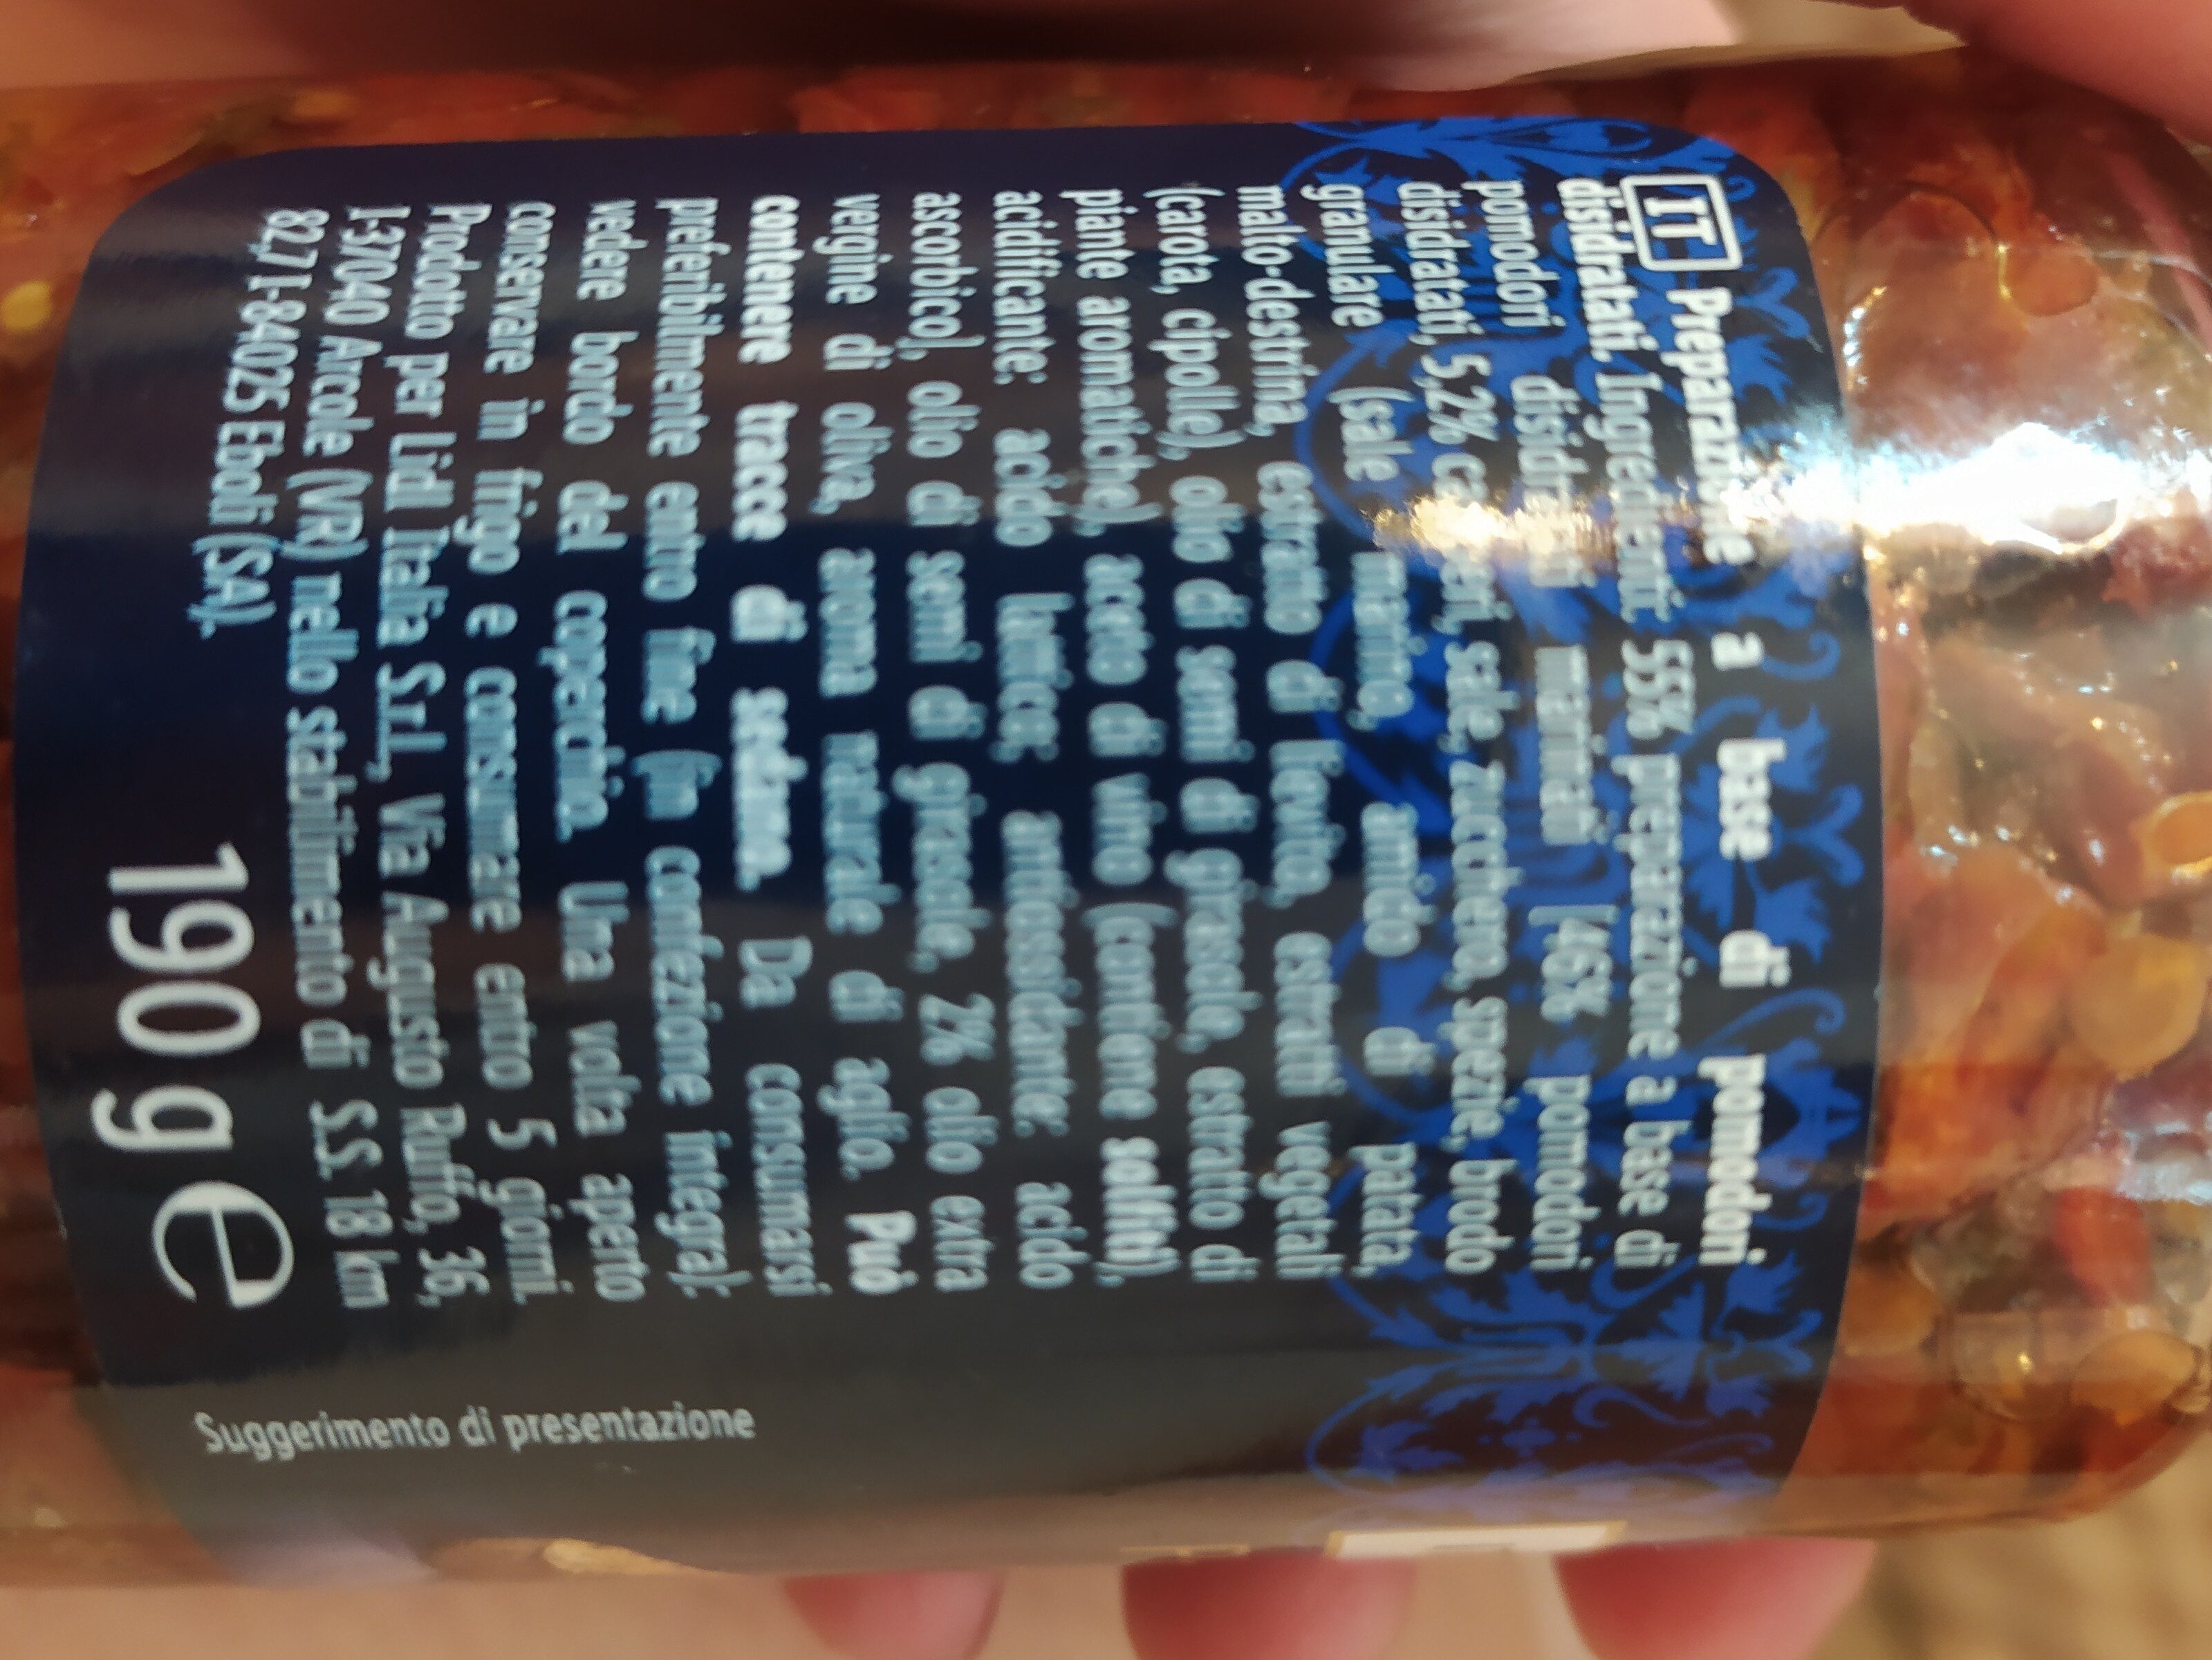 IT Preparazione a base di pomodori
disidratati. Ingredienti: 55% preparazione a base di
pomodori disidratati marinati [46% pomodori
disidratati, 5,2% capperi, sale, zucchero, spezie, brodo
granulare (sale marino, amido di patata,
malto-destrina, estratto di lievito, estratti vegetali
(carota, cipolle), olio di semi di girasole, estratto di
piante aromatiche), aceto di vino (contiene solfiti),
acidificante: acido lattico; antiossidante: acido
ascorbico], olio di semi di girasole, 2% olio extra
vergine di oliva, aroma naturale di aglio. Può
contenere tracce di sedano. Da consumarsi
preferibilmente entro fine (in confezione integra):
vedere bordo del coperchio. Una volta aperto
conservare in frigo e consumare entro 5 giorni.
Prodotto per Lidl Italia S.r.l., Via Augusto Ruffo, 36,
I-37040 Arcole (VR) nello stabilimento di S.S. 18 km
82,7 I-84025 Eboli (SA).
190 g e
Suggerimento di presentazione